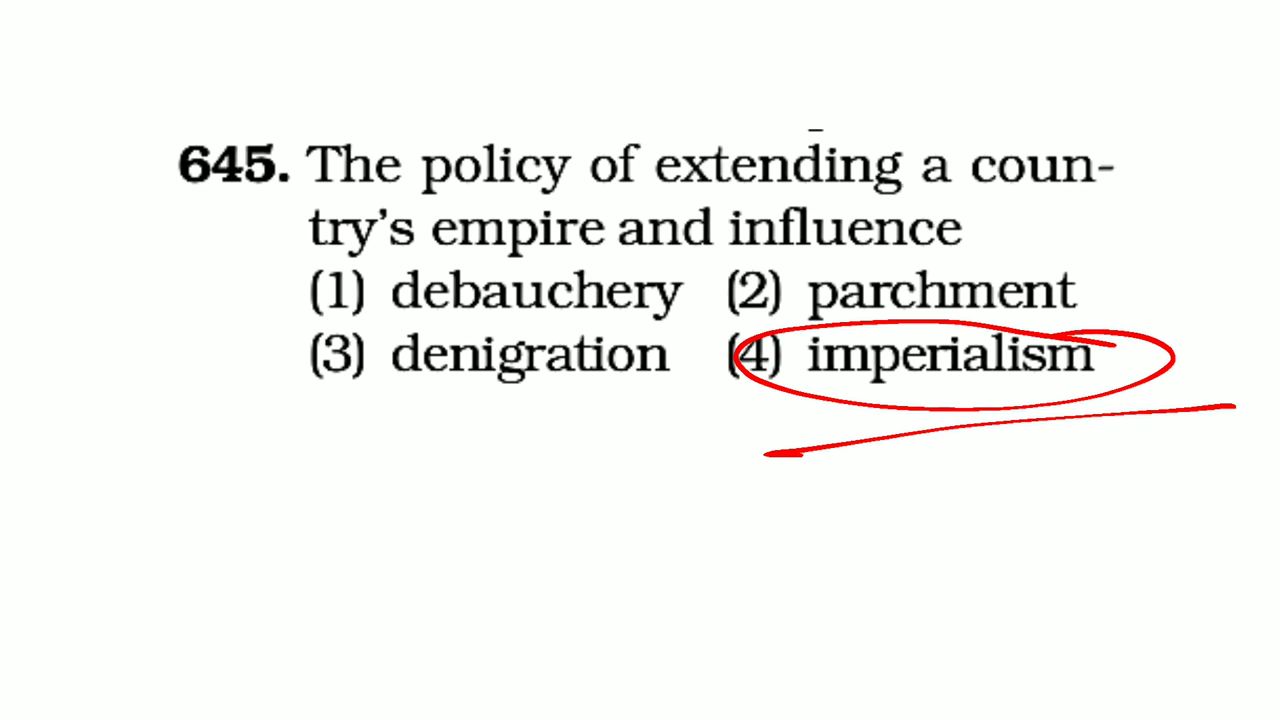 645. The policy of extending a coun-
try's empire and influence
(1) debauchery (2) parchment
(3) denigration (4) imperialism